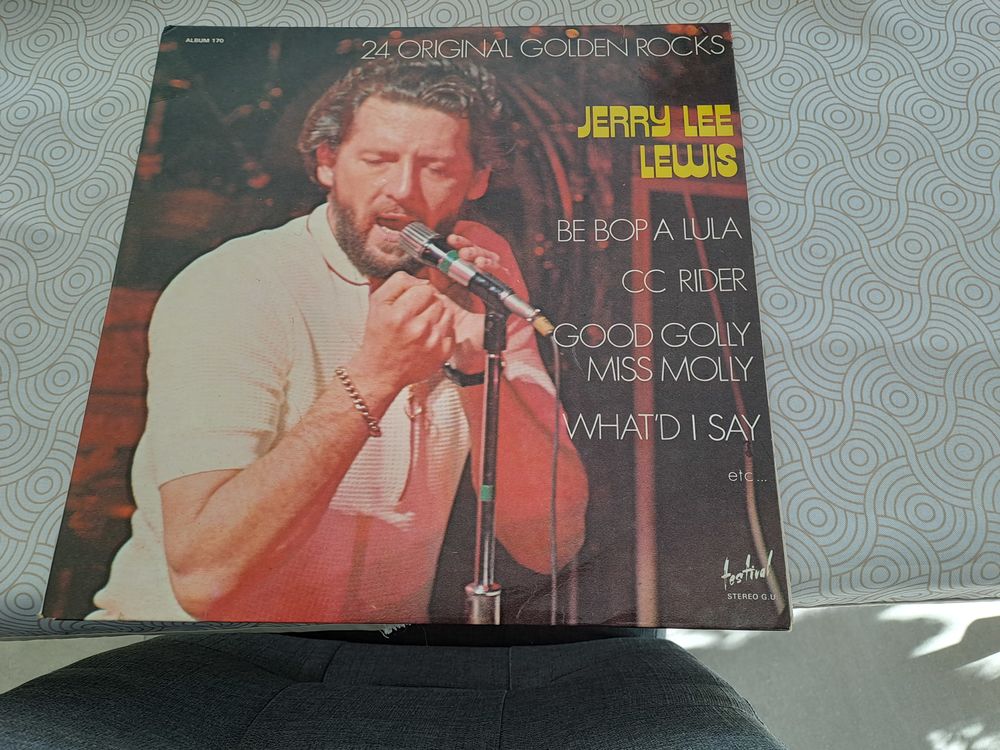 ALBUM 170
24 ORIGINAL GOLDEN ROCKS
JERRY LEE
LEWIS
BE BOP A LULA
CC RIDER
GOOD GOLLY
MISS MOLLY
WHAT'D I SAY
etc...
festival
STEREO G.U